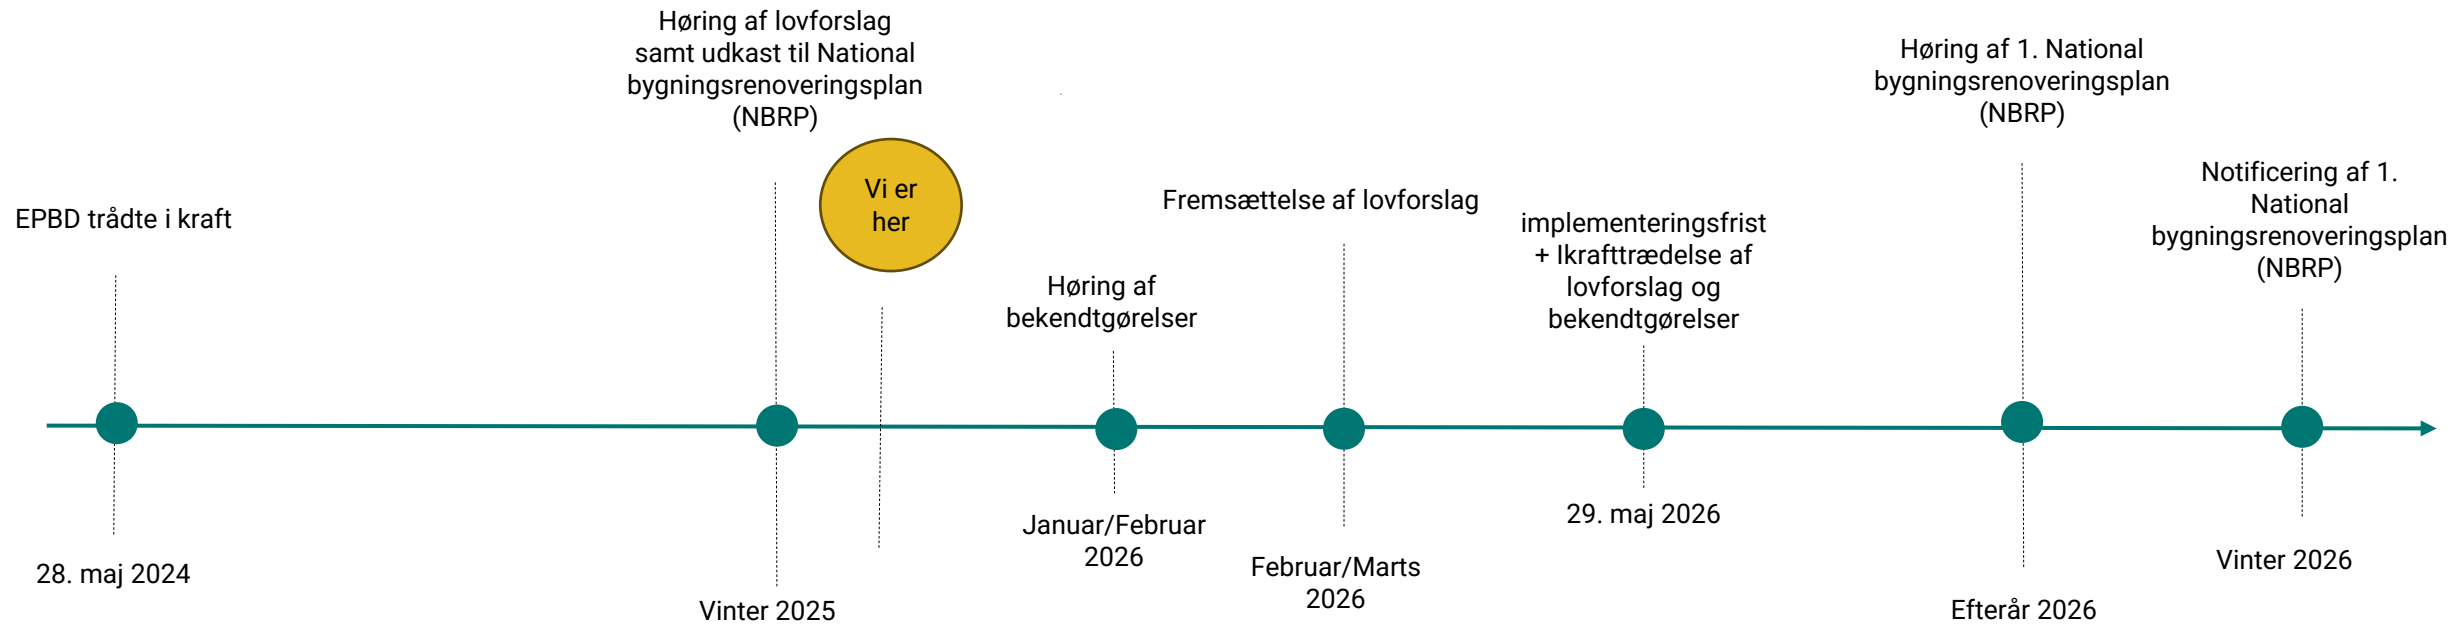 EPBD trådte i kraft
28. maj 2024
Høring af lovforslag
samt udkast til National
bygningsrenoveringsplan
(NBRP)
Vinter 2025
Vi er
her
Høring af
bekendtgørelser
Januar/Februar
2026
Fremsættelse af lovforslag
Februar/Marts
2026
implementeringsfrist
+ Ikrafttrædelse af
lovforslag og
bekendtgørelser
29. maj 2026
Høring af 1. National
bygningsrenoveringsplan
(NBRP)
Efterår 2026
Notificering af 1.
National
bygningsrenoveringsplan
(NBRP)
Vinter 2026